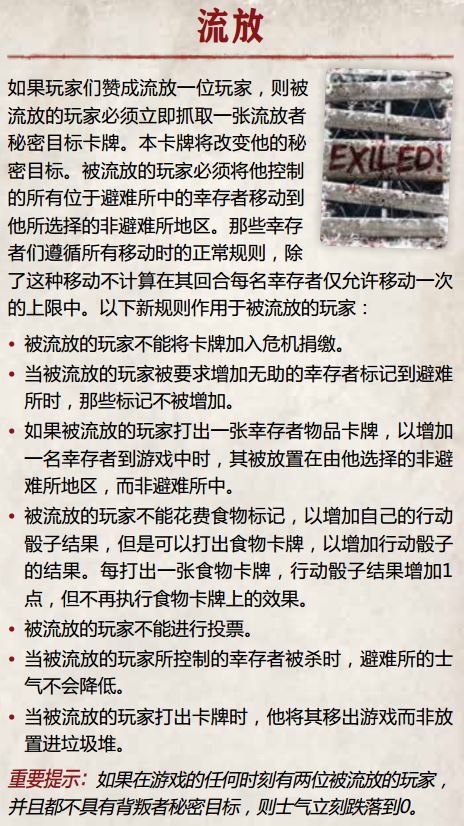 流放
如果玩家们赞成流放一位玩家，则被
流放的玩家必须立即抓取一张流放者
秘密目标卡牌。本卡牌将改变他的秘
密目标。被流放的玩家必须将他控制
的所有位于避难所中的幸存者移动到
他所选择的非避难所地区。那些幸存
者们遵循所有移动时的正常规则，除
了这种移动不计算在其回合每名幸存者仅允许移动一次
的上限中。以下新规则作用于被流放的玩家：
EXILED!
• 被流放的玩家不能将卡牌加入危机捐缴。
• 当被流放的玩家被要求增加无助的幸存者标记到避难
所时，那些标记不被增加。
• 如果被流放的玩家打出一张幸存者物品卡牌，以增加
一名幸存者到游戏中时，其被放置在由他选择的非避
难所地区，而非避难所中。
• 被流放的玩家不能花费食物标记，以增加自己的行动
骰子结果，但是可以打出食物卡牌，以增加行动骰子
的结果。每打出一张食物卡牌，行动骰子结果增加1
点，但不再执行食物卡牌上的效果。
• 被流放的玩家不能进行投票。
• 当被流放的玩家所控制的幸存者被杀时，避难所的士
气不会降低。
• 当被流放的玩家打出卡牌时，他将其移出游戏而非放
置进垃圾堆。
重要提示：如果在游戏的任何时刻有两位被流放的玩家，
并且都不具有背叛者秘密目标，则士气立刻跌落到0。